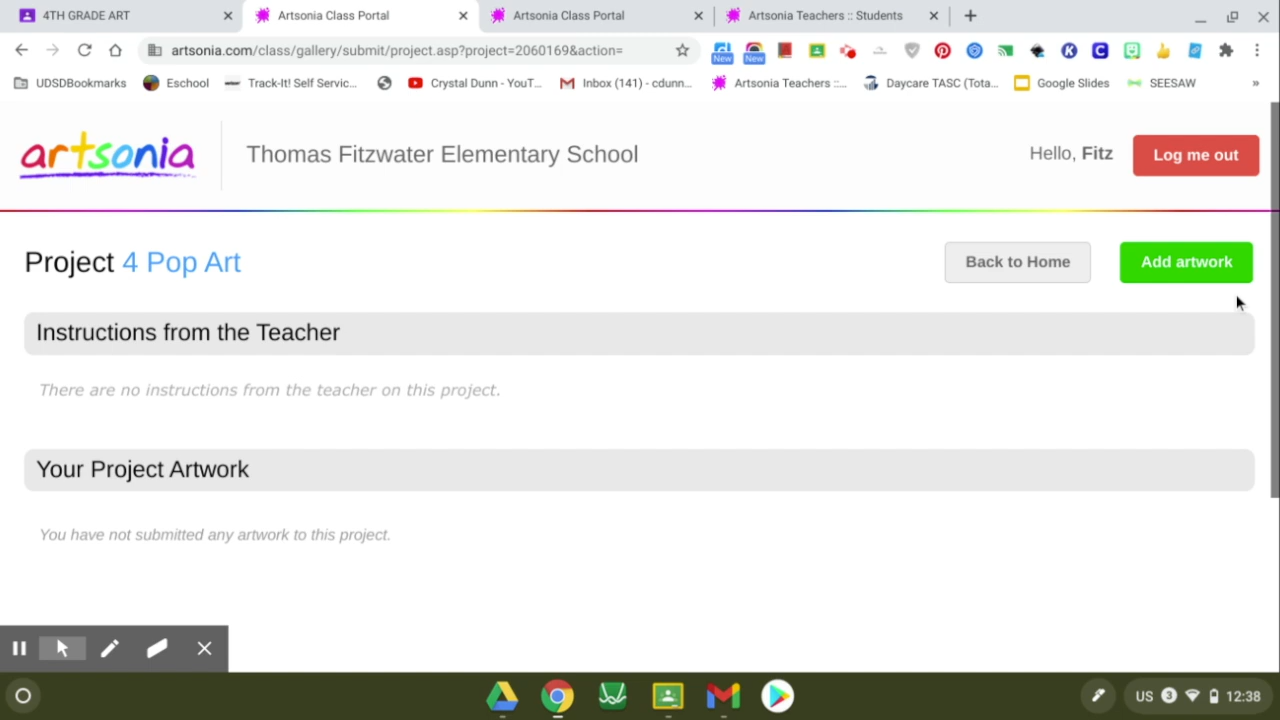 4TH GRADE ART
Artsonia Class Portal
Artsonia Class Portal
Artsonia Teachers :: Students
artsonia.com/class/gallery/submit/project.asp?project=2060169&action=
New
New
UDSDBookmarks
Eschool
Track-It! Self Servic...
Crystal Dunn - YouT...
Inbox (141) - cdunn...
Artsonia Teachers ::...
Daycare TASC (Tota...
Google Slides
SEESAW
»
artsonia
Thomas Fitzwater Elementary School
Hello, Fitz
Log me out
Project 4 Pop Art
Back to Home
Add artwork
Instructions from the Teacher
There are no instructions from the teacher on this project.
Your Project Artwork
You have not submitted any artwork to this project.
US 3 12:38